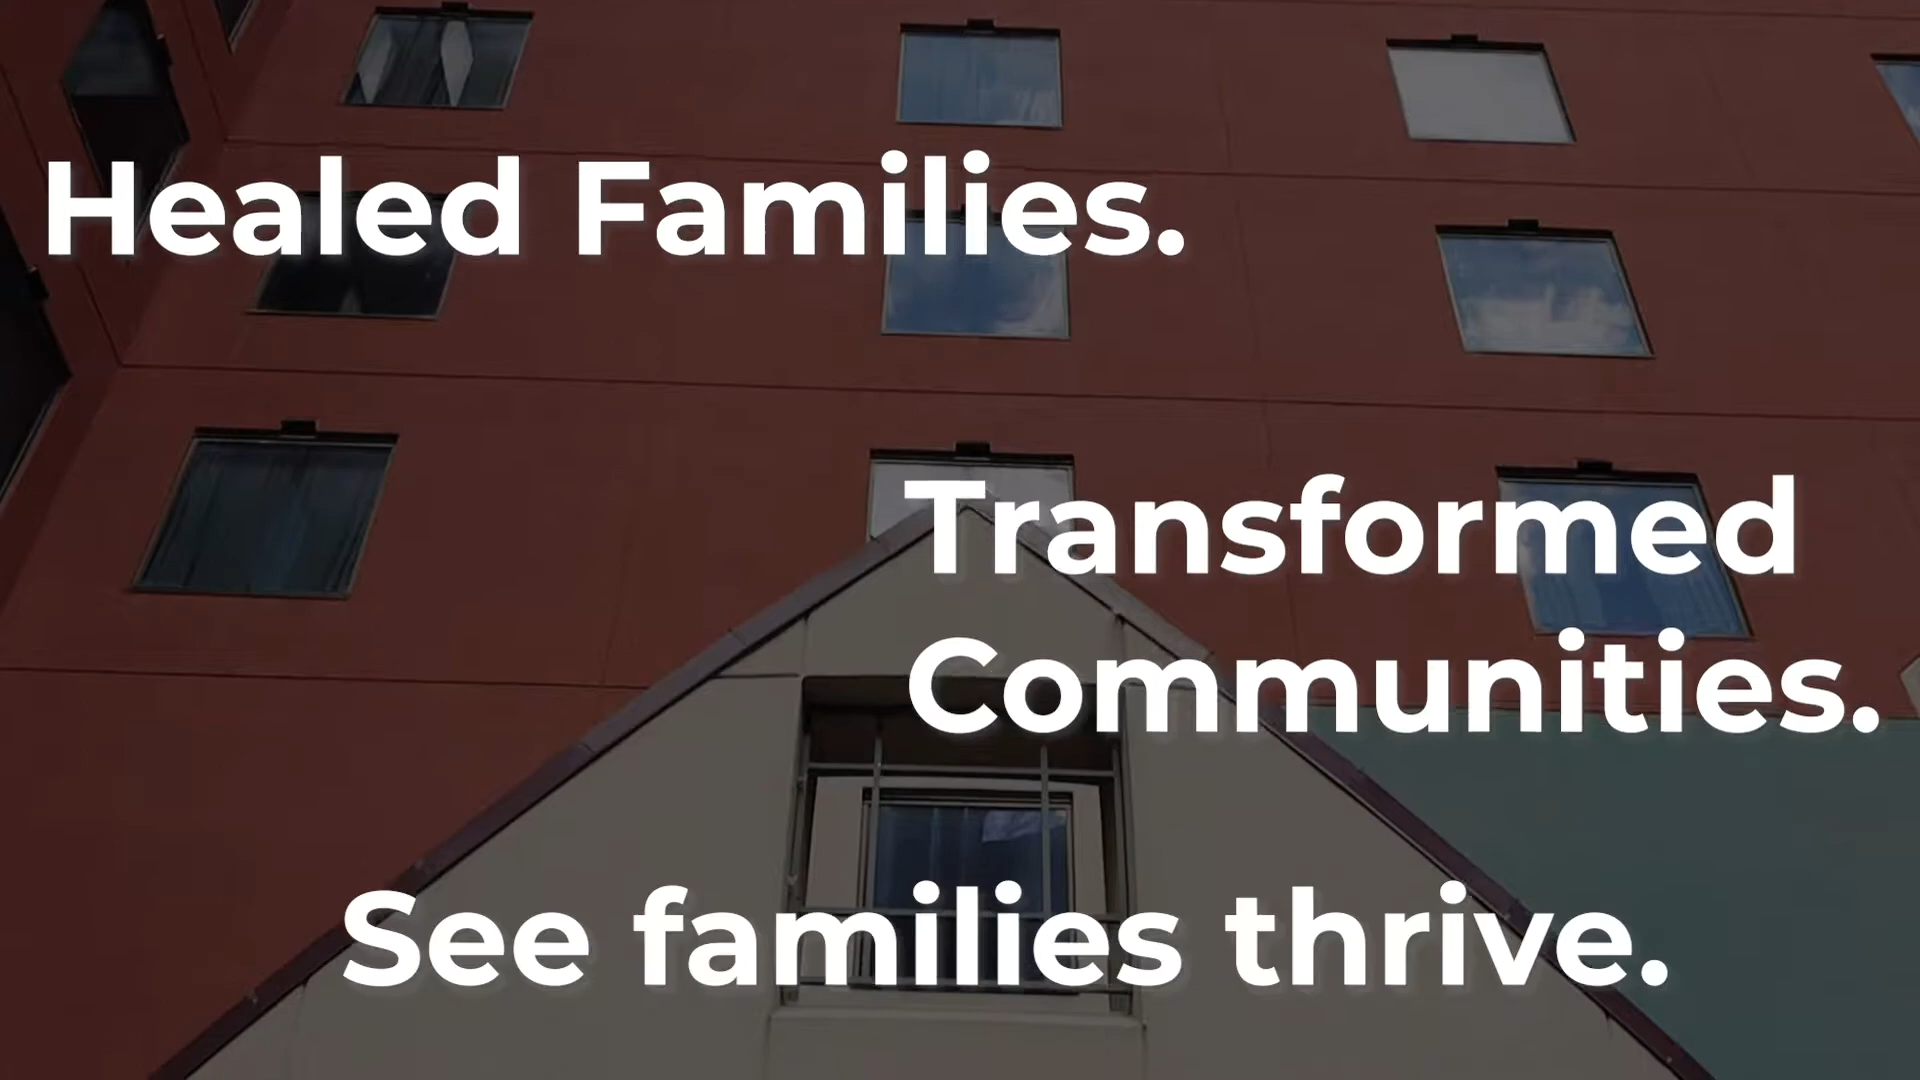 Healed Families.
Transformed
Communities.
See families thrive.